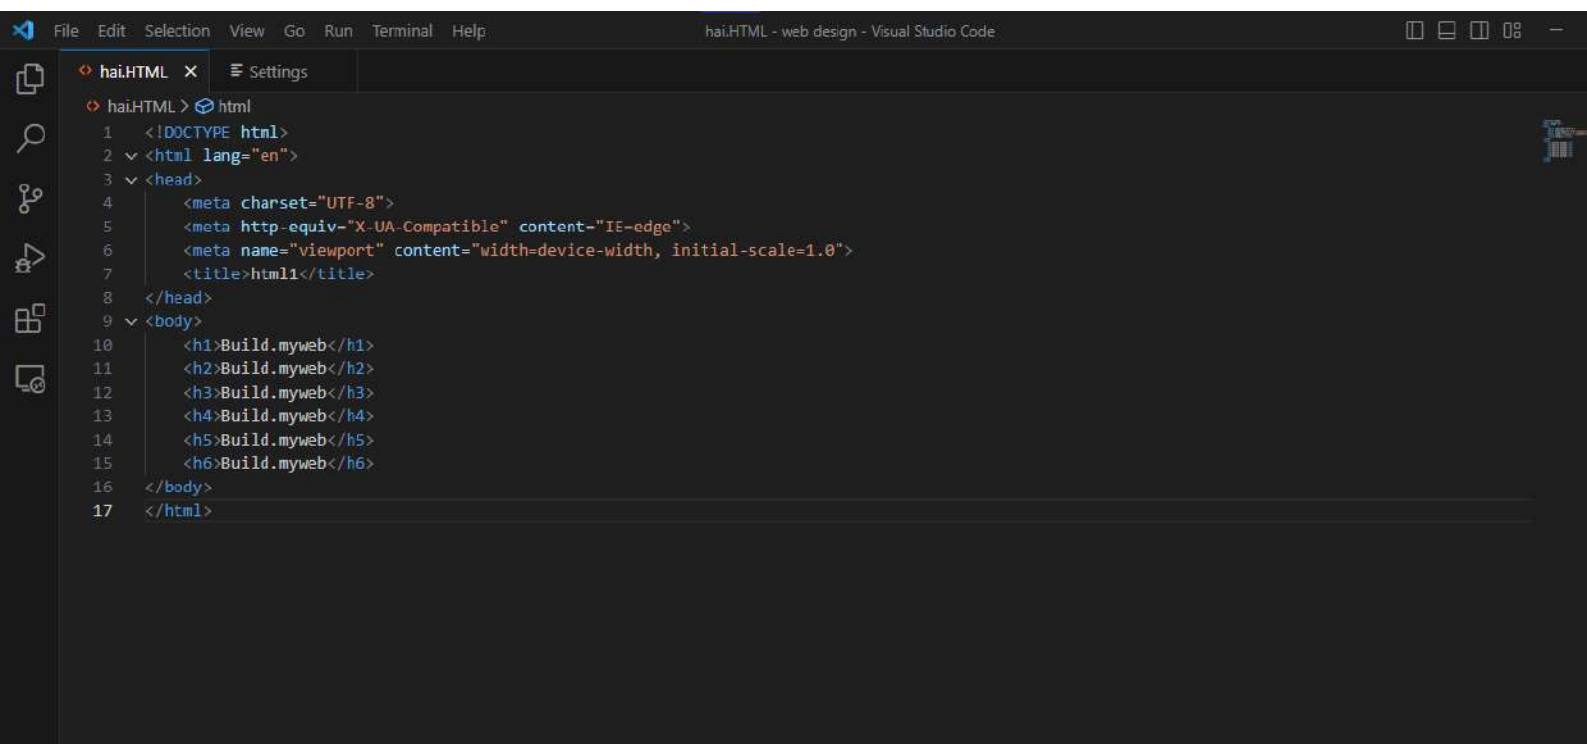 File Edit Selection View Go Run Terminal Help hai.HTML - web design - Visual Studio Code
hai.HTML Settings
hai.HTML > html
1 <!DOCTYPE html>
2 <html lang="en">
3 <head>
4 <meta charset="UTF-8">
5 <meta http-equiv="X-UA-Compatible" content="IE=edge">
6 <meta name="viewport" content="width=device-width, initial-scale=1.0">
7 <title>html1</title>
8 </head>
9 <body>
10 <h1>Build.myweb</h1>
11 <h2>Build.myweb</h2>
12 <h3>Build.myweb</h3>
13 <h4>Build.myweb</h4>
14 <h5>Build.myweb</h5>
15 <h6>Build.myweb</h6>
16 </body>
17 </html>